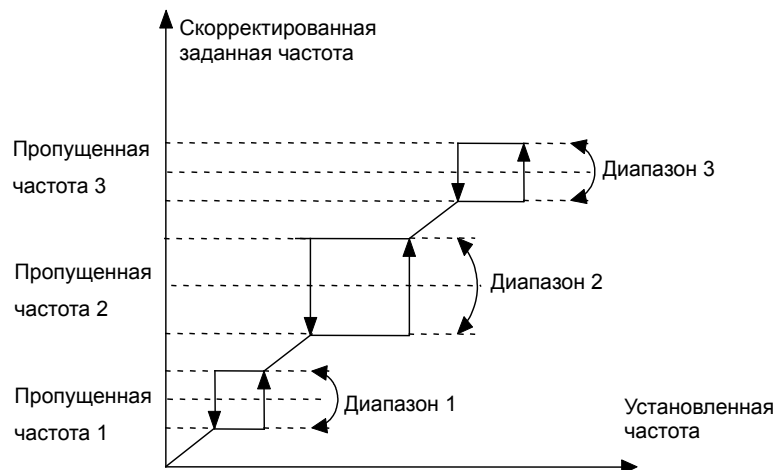 Скорректированная
заданная частота
Пропущенная
частота 3
Диапазон 3
Пропущенная
частота 2
Диапазон 2
Пропущенная
частота 1
Диапазон 1
Установленная
частота